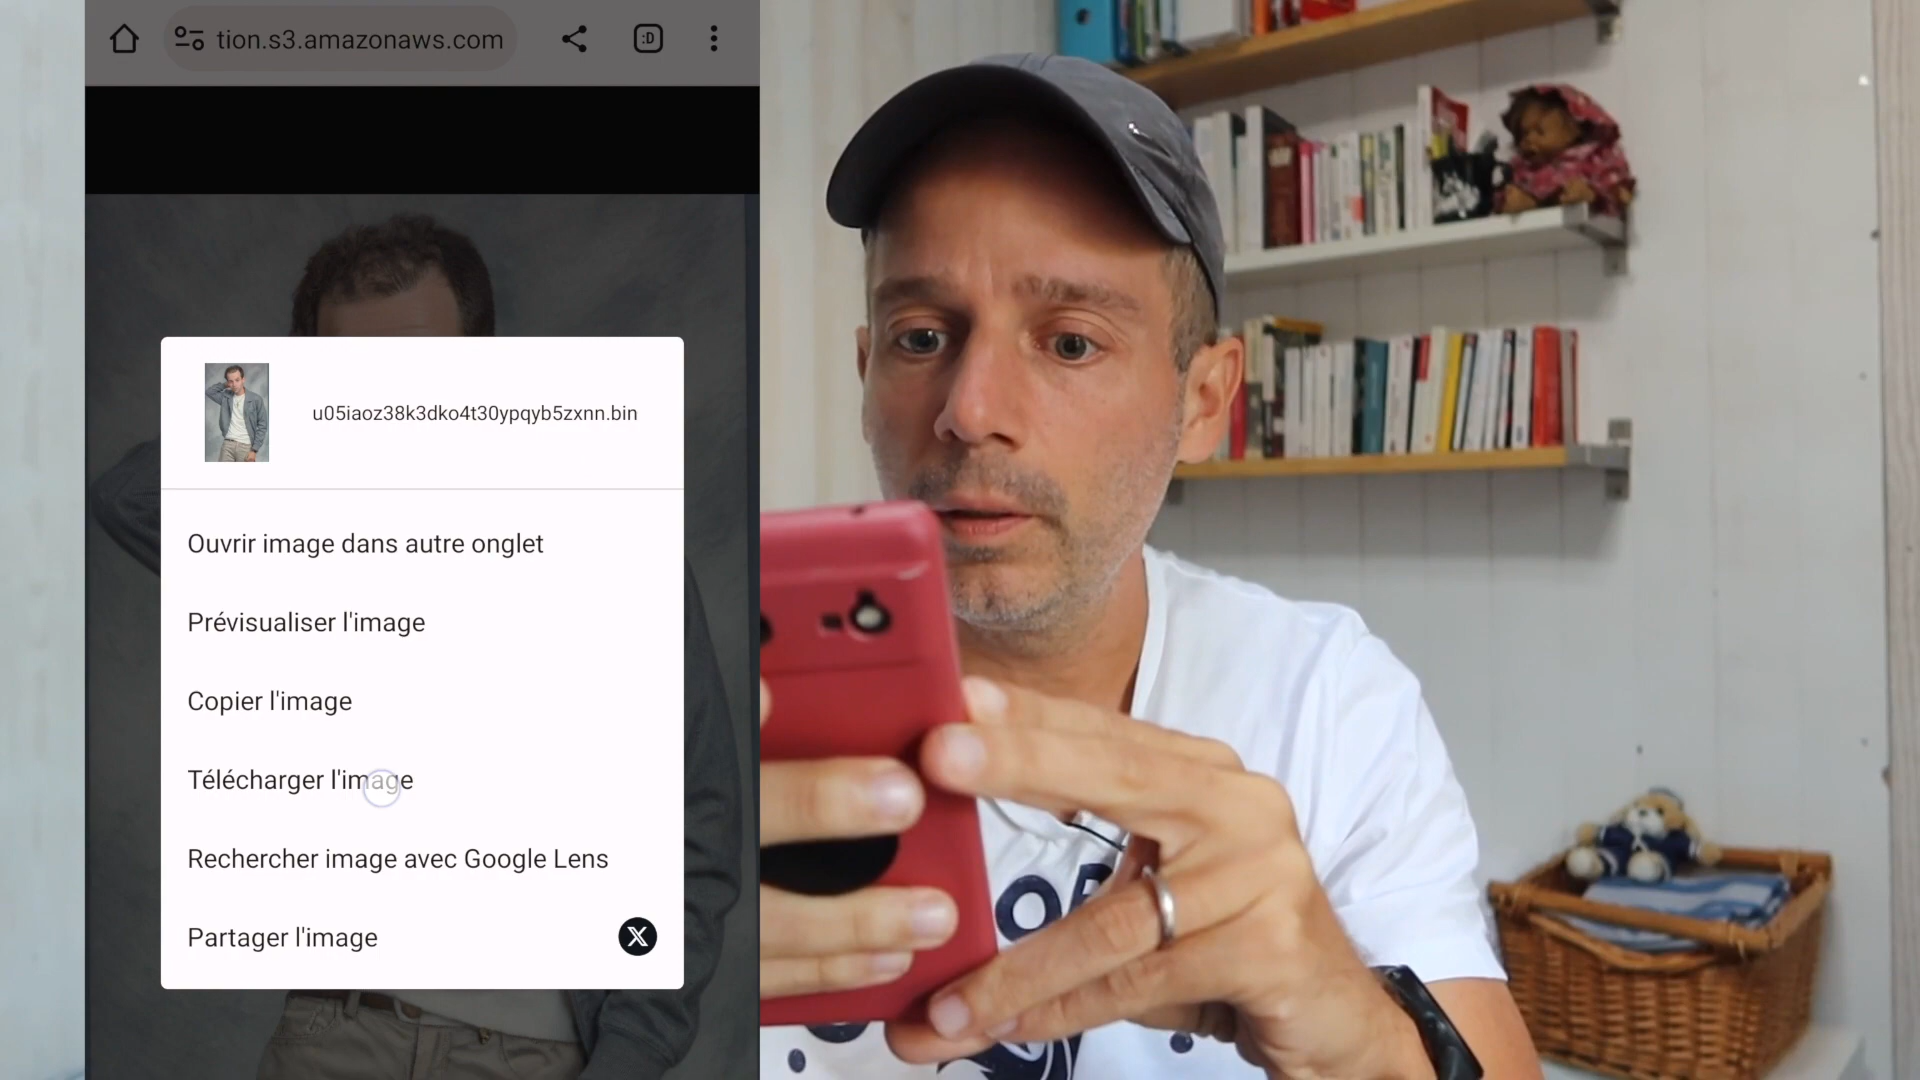 tion.s3.amazonaws.com
:D
u05iaoz38k3dko4t30ypqyb5zxnn.bin
Ouvrir image dans autre onglet
Prévisualiser l'image
Copier l'image
Télécharger l'image
Rechercher image avec Google Lens
Partager l'image
X